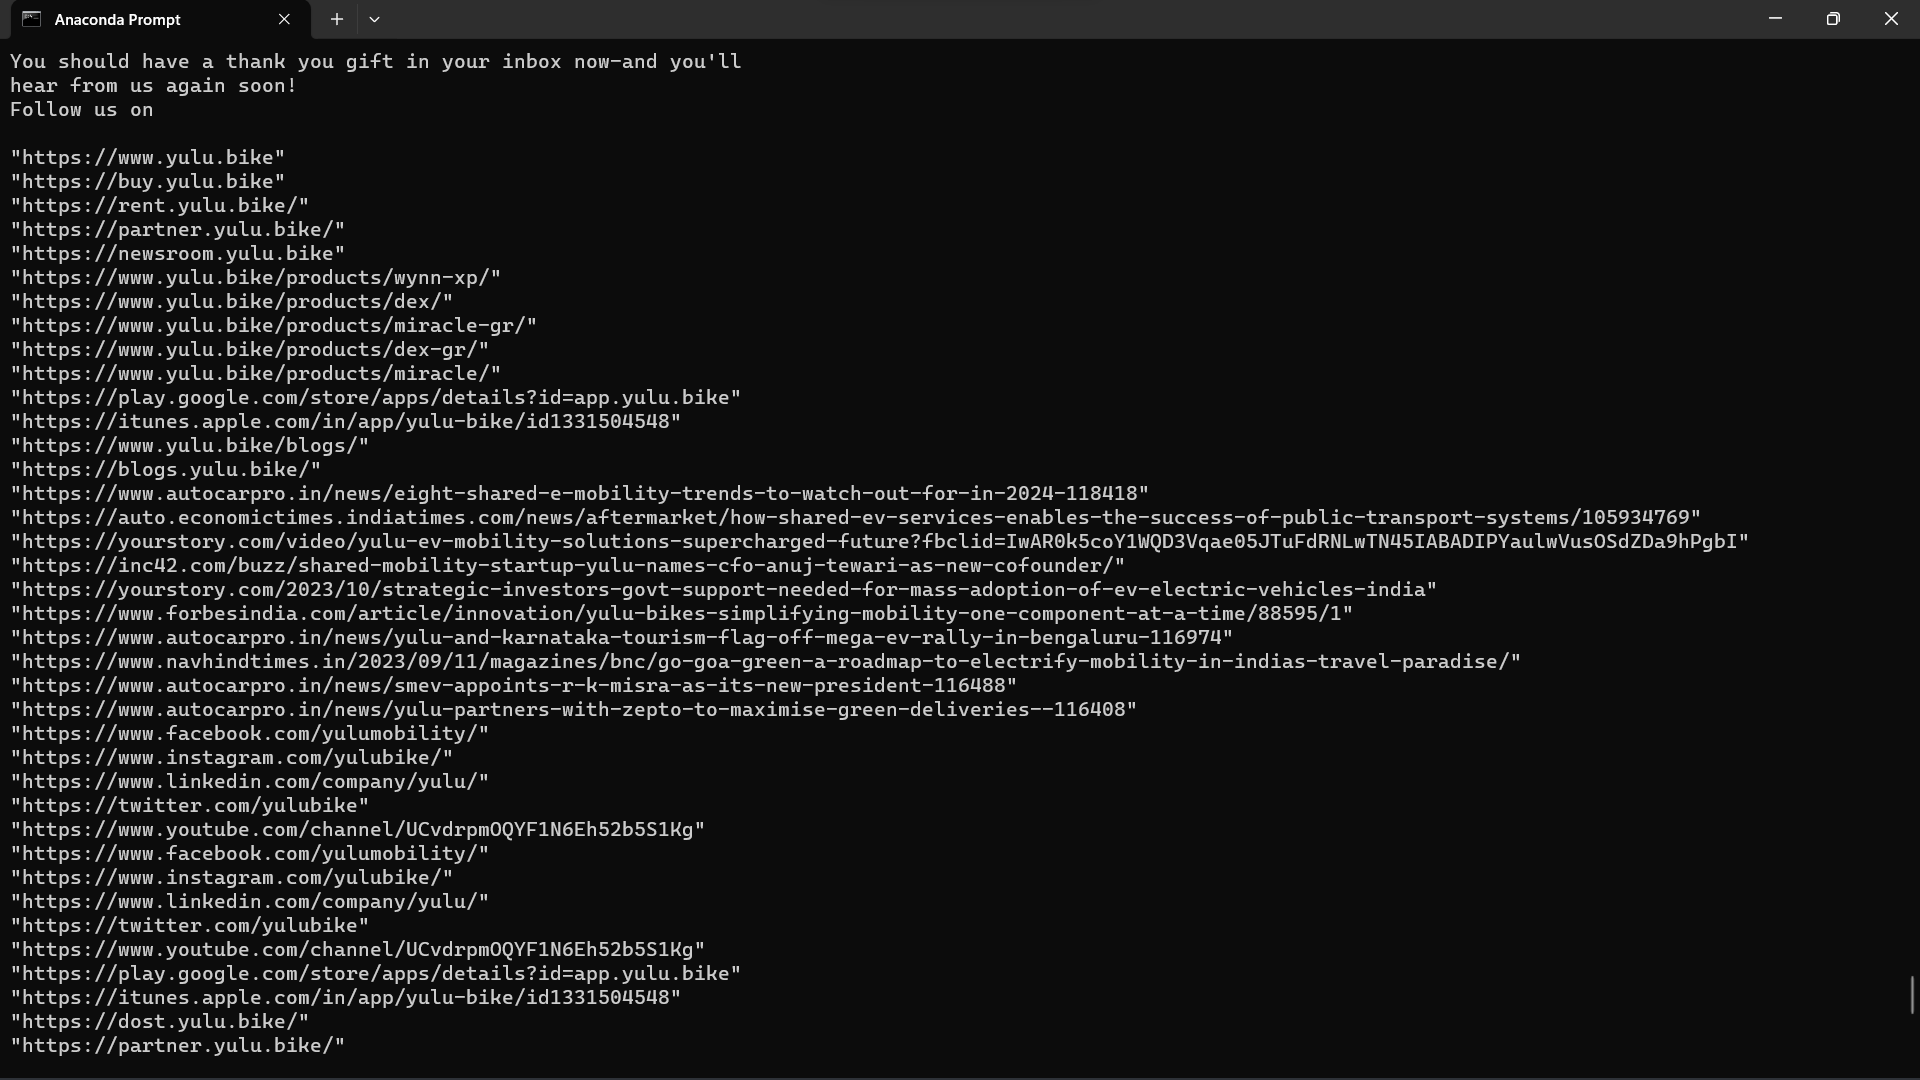 Anaconda Prompt
You should have a thank you gift in your inbox now-and you'll
hear from us again soon!
Follow us on
"https://www.yulu.bike"
"https://buy.yulu.bike"
"https://rent.yulu.bike/"
"https://partner.yulu.bike/"
"https://newsroom.yulu.bike"
"https://www.yulu.bike/products/wynn-xp/"
"https://www.yulu.bike/products/dex/"
"https://www.yulu.bike/products/miracle-gr/"
"https://www.yulu.bike/products/dex-gr/"
"https://www.yulu.bike/products/miracle/"
"https://play.google.com/store/apps/details?id=app.yulu.bike"
"https://itunes.apple.com/in/app/yulu-bike/id1331504548"
"https://www.yulu.bike/blogs/"
"https://blogs.yulu.bike/"
"https://www.autocarpro.in/news/eight-shared-e-mobility-trends-to-watch-out-for-in-2024-118418"
"https://auto.economictimes.indiatimes.com/news/aftermarket/how-shared-ev-services-enables-the-success-of-public-transport-systems/105934769"
"https://yourstory.com/video/yulu-ev-mobility-solutions-supercharged-future?fbclid=IwAR0k5coY1WQD3Vqae05JTuFdRNLwTN45IABADIPYaulwVusOSdZDa9hPgbI"
"https://inc42.com/buzz/shared-mobility-startup-yulu-names-cfo-anuj-tewari-as-new-cofounder/"
"https://yourstory.com/2023/10/strategic-investors-govt-support-needed-for-mass-adoption-of-ev-electric-vehicles-india"
"https://www.forbesindia.com/article/innovation/yulu-bikes-simplifying-mobility-one-component-at-a-time/88595/1"
"https://www.autocarpro.in/news/yulu-and-karnataka-tourism-flag-off-mega-ev-rally-in-bengaluru-116974"
"https://www.navhindtimes.in/2023/09/11/magazines/bnc/go-goa-green-a-roadmap-to-electrify-mobility-in-indias-travel-paradise/"
"https://www.autocarpro.in/news/smev-appoints-r-k-misra-as-its-new-president-116488"
"https://www.autocarpro.in/news/yulu-partners-with-zepto-to-maximise-green-deliveries--116408"
"https://www.facebook.com/yulumobility/"
"https://www.instagram.com/yulubike/"
"https://www.linkedin.com/company/yulu/"
"https://twitter.com/yulubike"
"https://www.youtube.com/channel/UCvdrpmOQYF1N6Eh52b5S1Kg"
"https://www.facebook.com/yulumobility/"
"https://www.instagram.com/yulubike/"
"https://www.linkedin.com/company/yulu/"
"https://twitter.com/yulubike"
"https://www.youtube.com/channel/UCvdrpmOQYF1N6Eh52b5S1Kg"
"https://play.google.com/store/apps/details?id=app.yulu.bike"
"https://itunes.apple.com/in/app/yulu-bike/id1331504548"
"https://dost.yulu.bike/"
"https://partner.yulu.bike/"